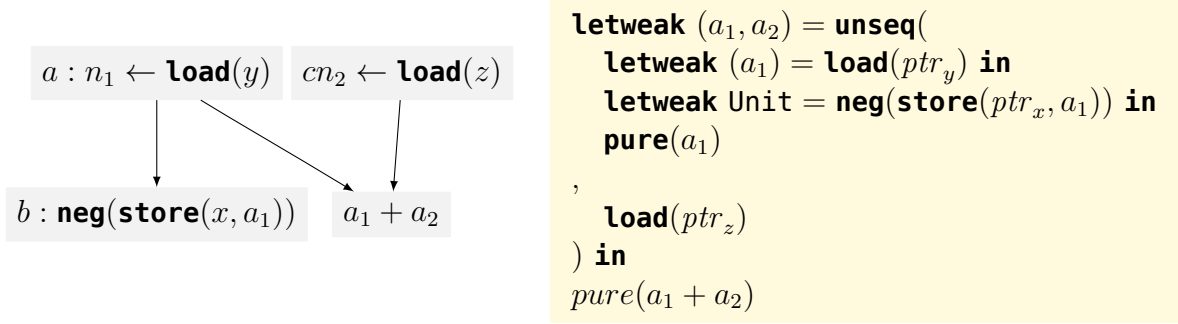 a : n₁ ← load(y)
cn₂ ← load(z)
b : neg(store(x, a₁))
a₁ + a₂
letweak (a₁, a₂) = unseq(
letweak (a₁) = load(ptr_y) in
letweak Unit = neg(store(ptr_x, a₁)) in
pure(a₁)
,
load(ptr_z)
) in
pure(a₁ + a₂)